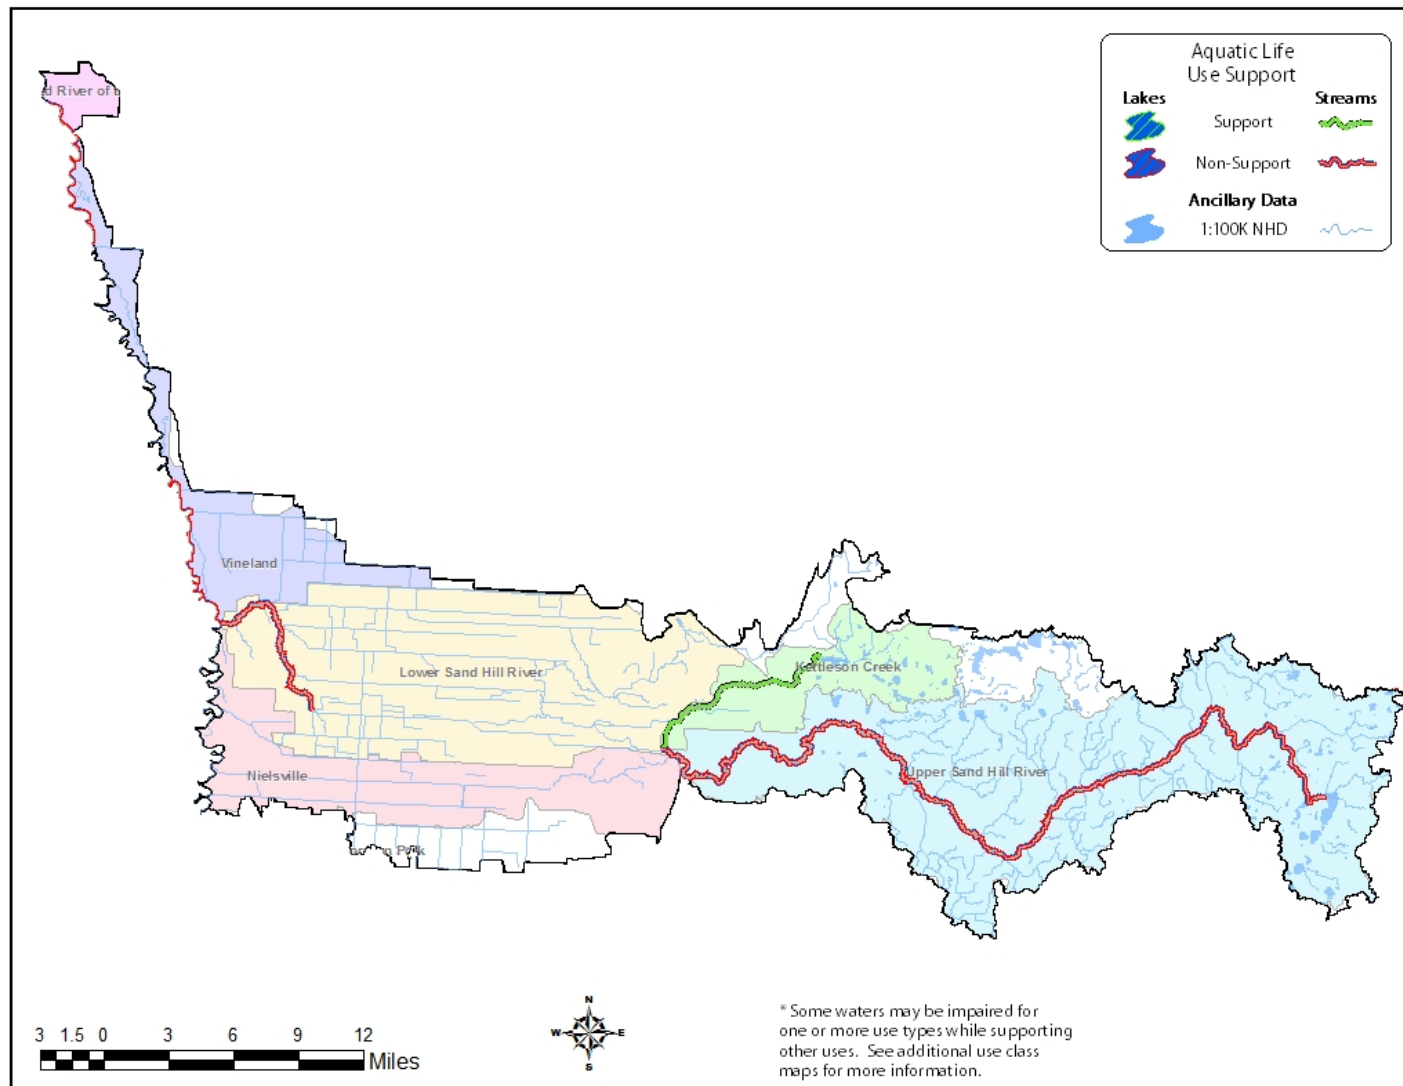 Aquatic Life
Use Support
Lakes Streams
Support
Non-Support
Ancillary Data
1:100K NHD
d River of
Vineland
Lower Sand Hill River
Kettleson Creek
Upper Sand Hill River
Nielsville
3 1.5 0 3 6 9 12
Miles
N
W E
S
* Some waters may be impaired for
one or more use types while supporting
other uses. See additional use class
maps for more information.